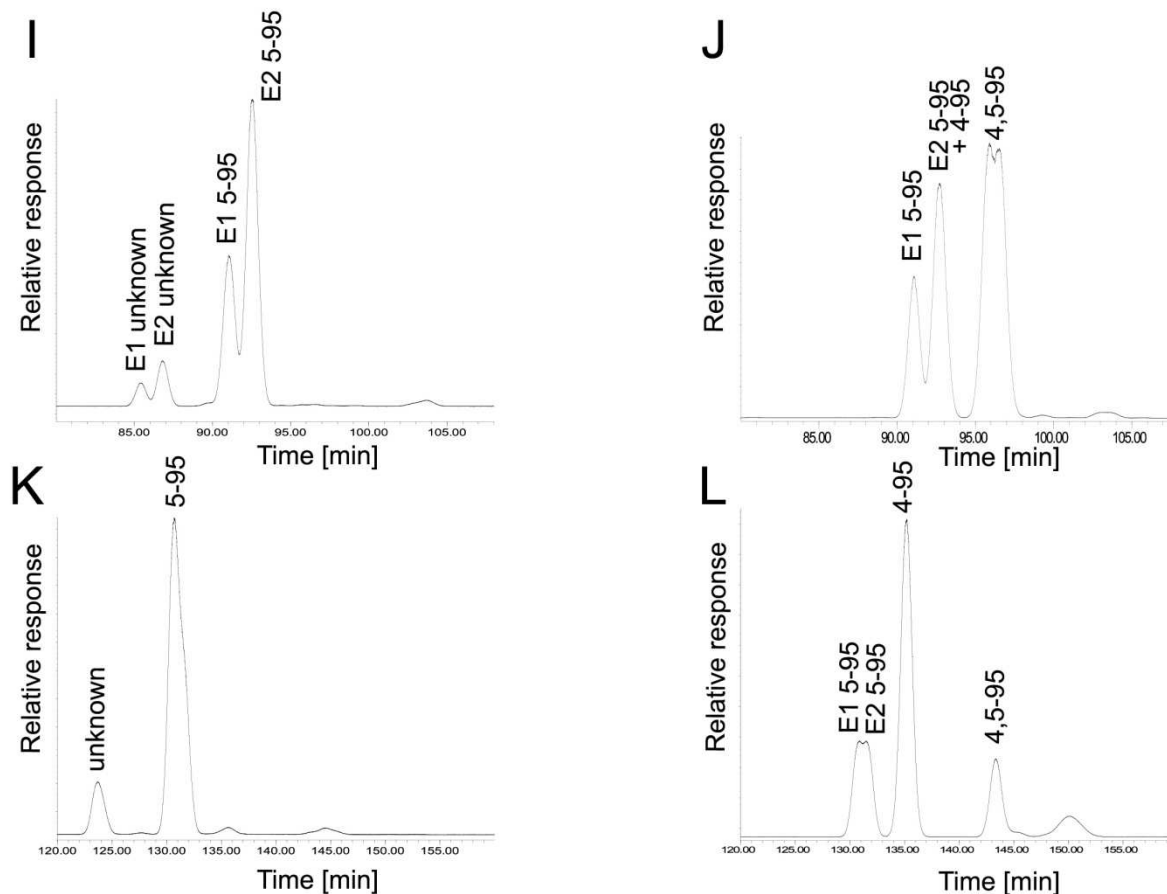 I
Relative response
E1 unknown
E2 unknown
E1 5-95
E2 5-95
85.00 90.00 95.00 100.00 105.00
Time [min]
J
Relative response
E1 5-95
E2 5-95
+ 4-95
4,5-95
85.00 90.00 95.00 100.00 105.00
Time [min]
K
Relative response
unknown
5-95
120.00 125.00 130.00 135.00 140.00 145.00 150.00 155.00
Time [min]
L
Relative response
E1 5-95
E2 5-95
4-95
4,5-95
120.00 125.00 130.00 135.00 140.00 145.00 150.00 155.00
Time [min]